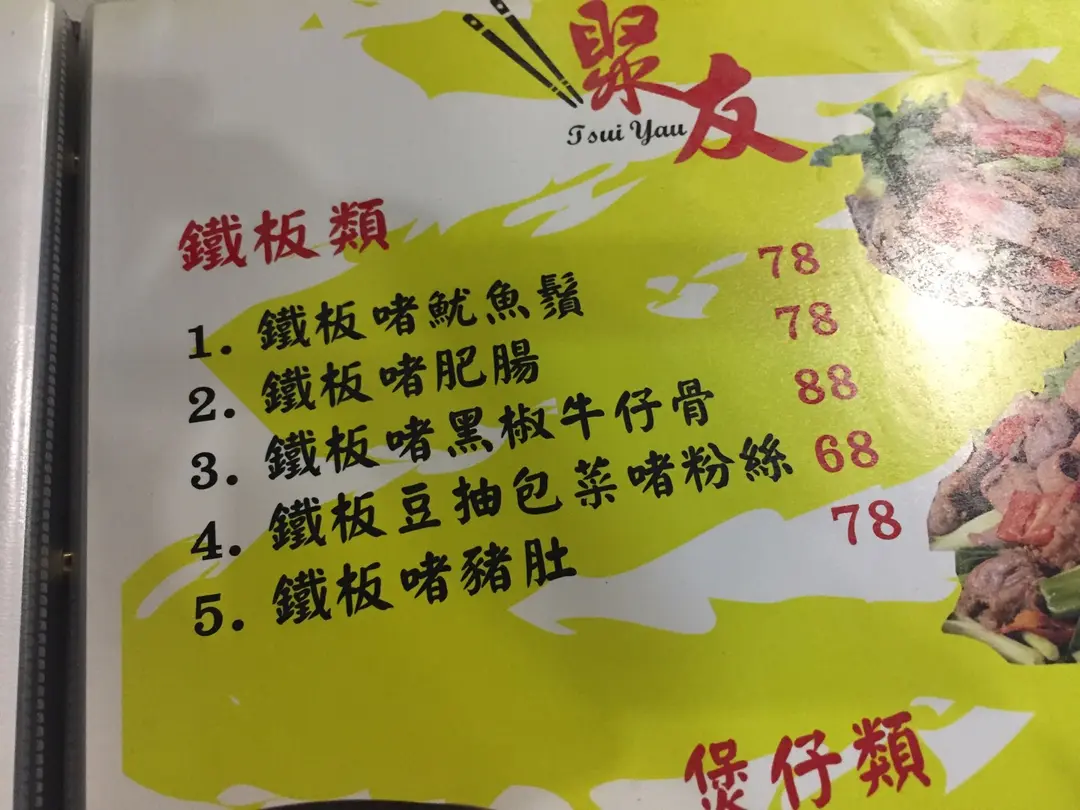 聚友
Tsui Yau
鐵板類
1. 鐵板啫魷魚鬚 78
2. 鐵板啫肥腸 78
3. 鐵板啫黑椒牛仔骨 88
4. 鐵板豆抽包菜啫粉絲 68
5. 鐵板啫豬肚 78
煲仔類